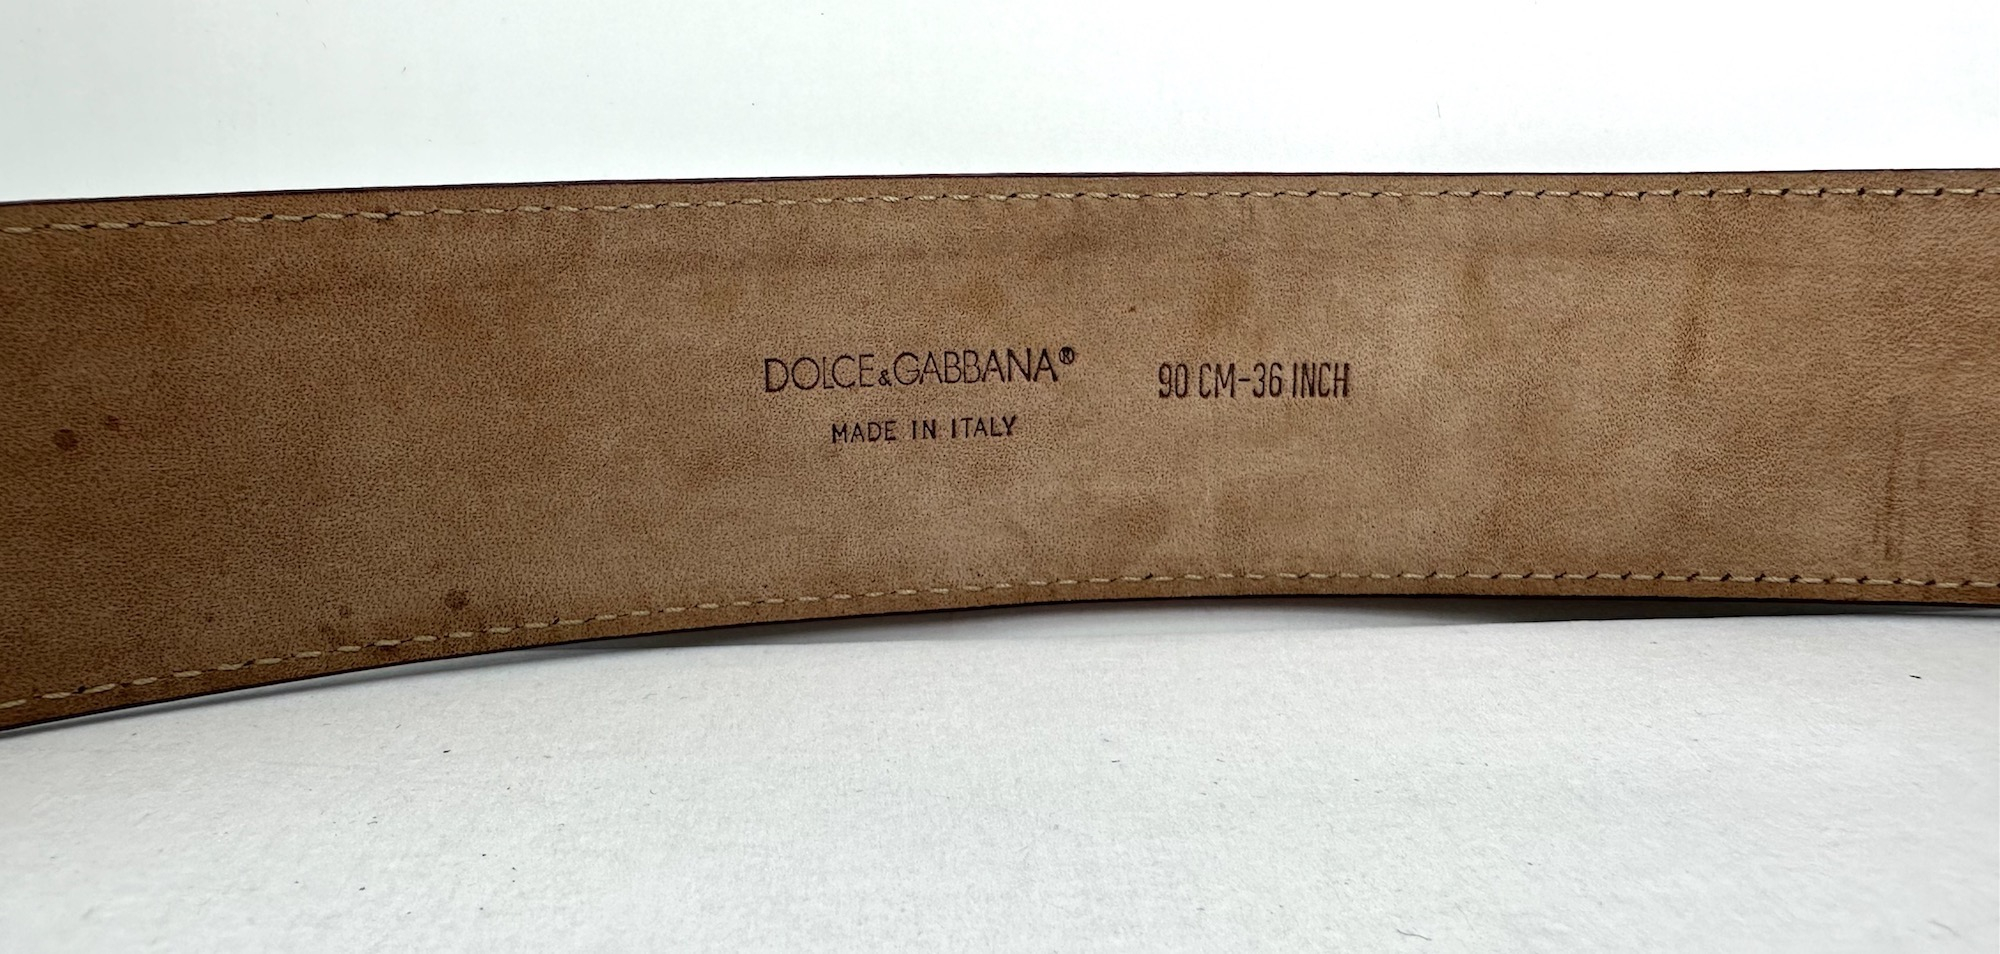 DOLCE&GABBANA® 90 CM-36 INCH
MADE IN ITALY